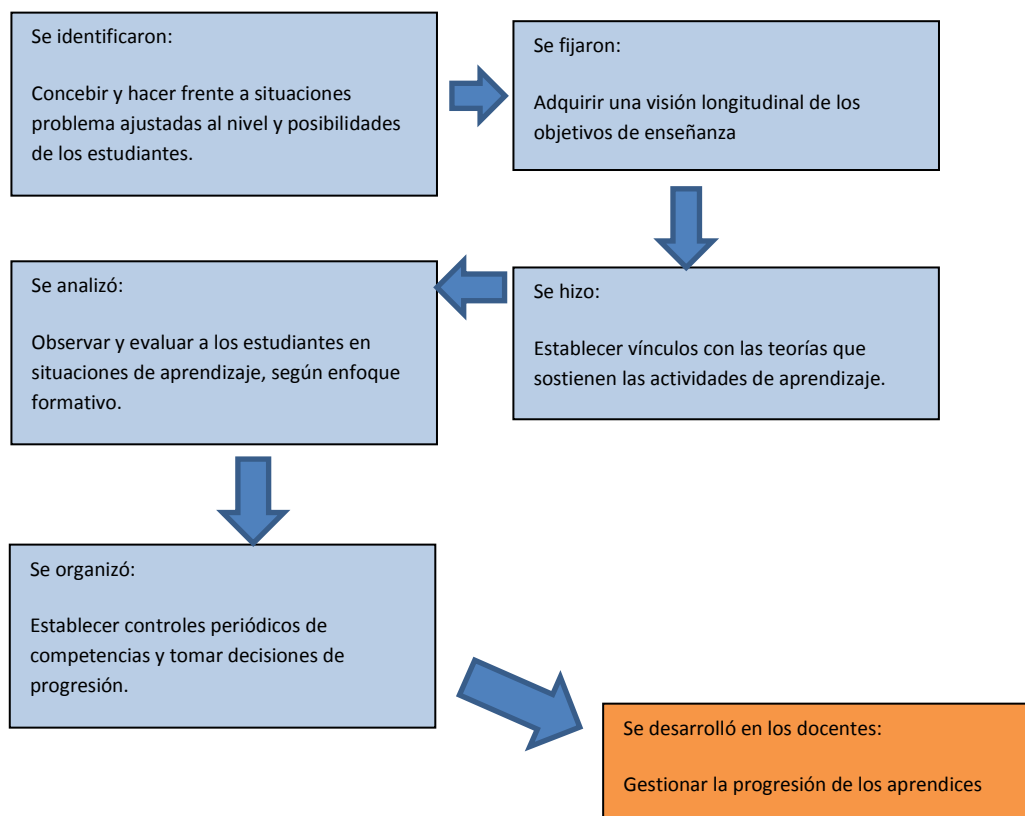 Se identificaron:
Concebir y hacer frente a situaciones
problema ajustadas al nivel y posibilidades
de los estudiantes.
Se fijaron:
Adquirir una visión longitudinal de los
objetivos de enseñanza
Se hizo:
Establecer vínculos con las teorías que
sostienen las actividades de aprendizaje.
Se analizó:
Observar y evaluar a los estudiantes en
situaciones de aprendizaje, según enfoque
formativo.
Se organizó:
Establecer controles periódicos de
competencias y tomar decisiones de
progresión.
Se desarrolló en los docentes:
Gestionar la progresión de los aprendices